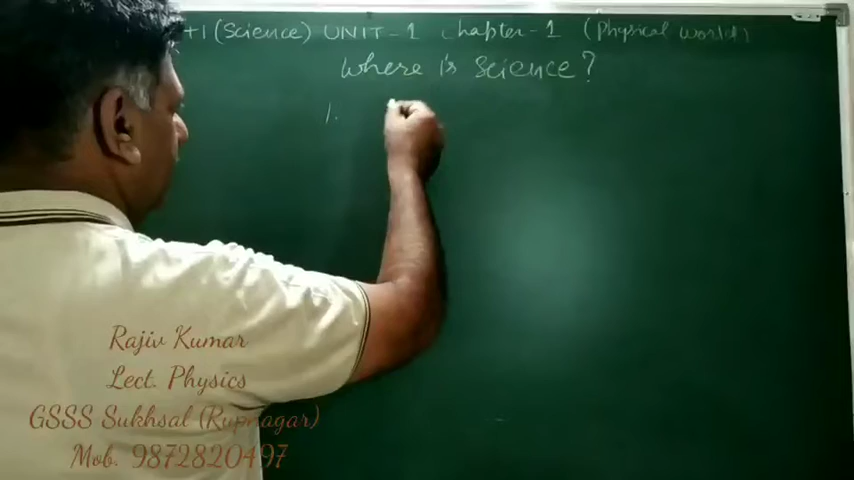 +1 (Science) UNIT-1 Chapter-1 (Physical world)
Where is Science?
1.
Rajiv Kumar
Lect. Physics
GSSS Sukhsal (Rupnagar)
Mob. 9872820497